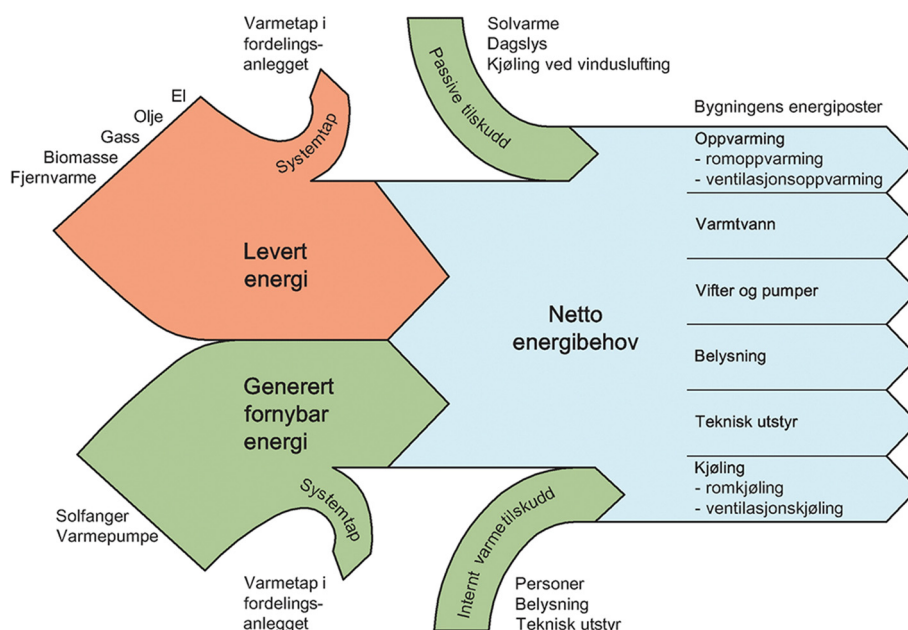 Varmetap i
fordelings-
anlegget
Systemtap
Passive tilskudd
Solvarme
Dagslys
Kjøling ved vinduslufting
El
Olje
Gass
Biomasse
Fjernvarme
Levert
energi
Generert
fornybar
energi
Solfanger
Varmepumpe
Systemtap
Varmetap i
fordelings-
anlegget
Internt varmetilskudd
Personer
Belysning
Teknisk utstyr
Netto
energibehov
Bygningens energiposter
Oppvarming
- romoppvarming
- ventilasjonsoppvarming
Varmtvann
Vifter og pumper
Belysning
Teknisk utstyr
Kjøling
- romkjøling
- ventilasjonskjøling